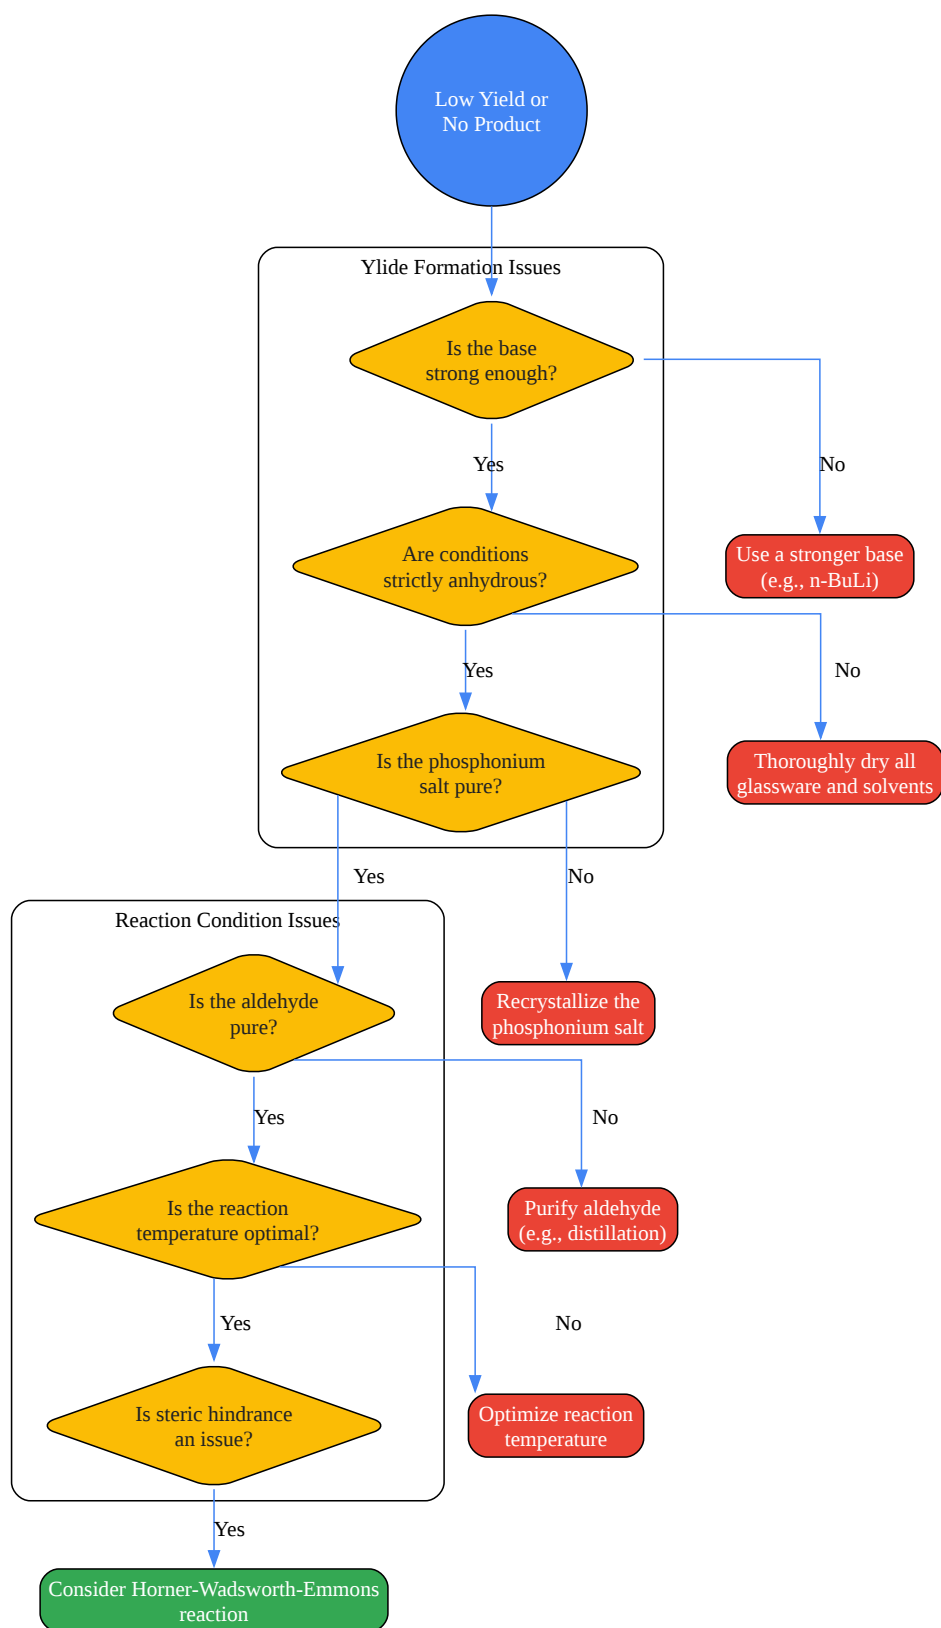 Low Yield or
No Product
Ylide Formation Issues
Is the base
strong enough?
Yes
No
Are conditions
strictly anhydrous?
Use a stronger base
(e.g., n-BuLi)
Yes
No
Is the phosphonium
salt pure?
Thoroughly dry all
glassware and solvents
Yes
No
Reaction Condition Issues
Is the aldehyde
pure?
Recrystallize the
phosphonium salt
Yes
No
Is the reaction
temperature optimal?
Purify aldehyde
(e.g., distillation)
Yes
No
Is steric hindrance
an issue?
Optimize reaction
temperature
Yes
Consider Horner-Wadsworth-Emmons
reaction